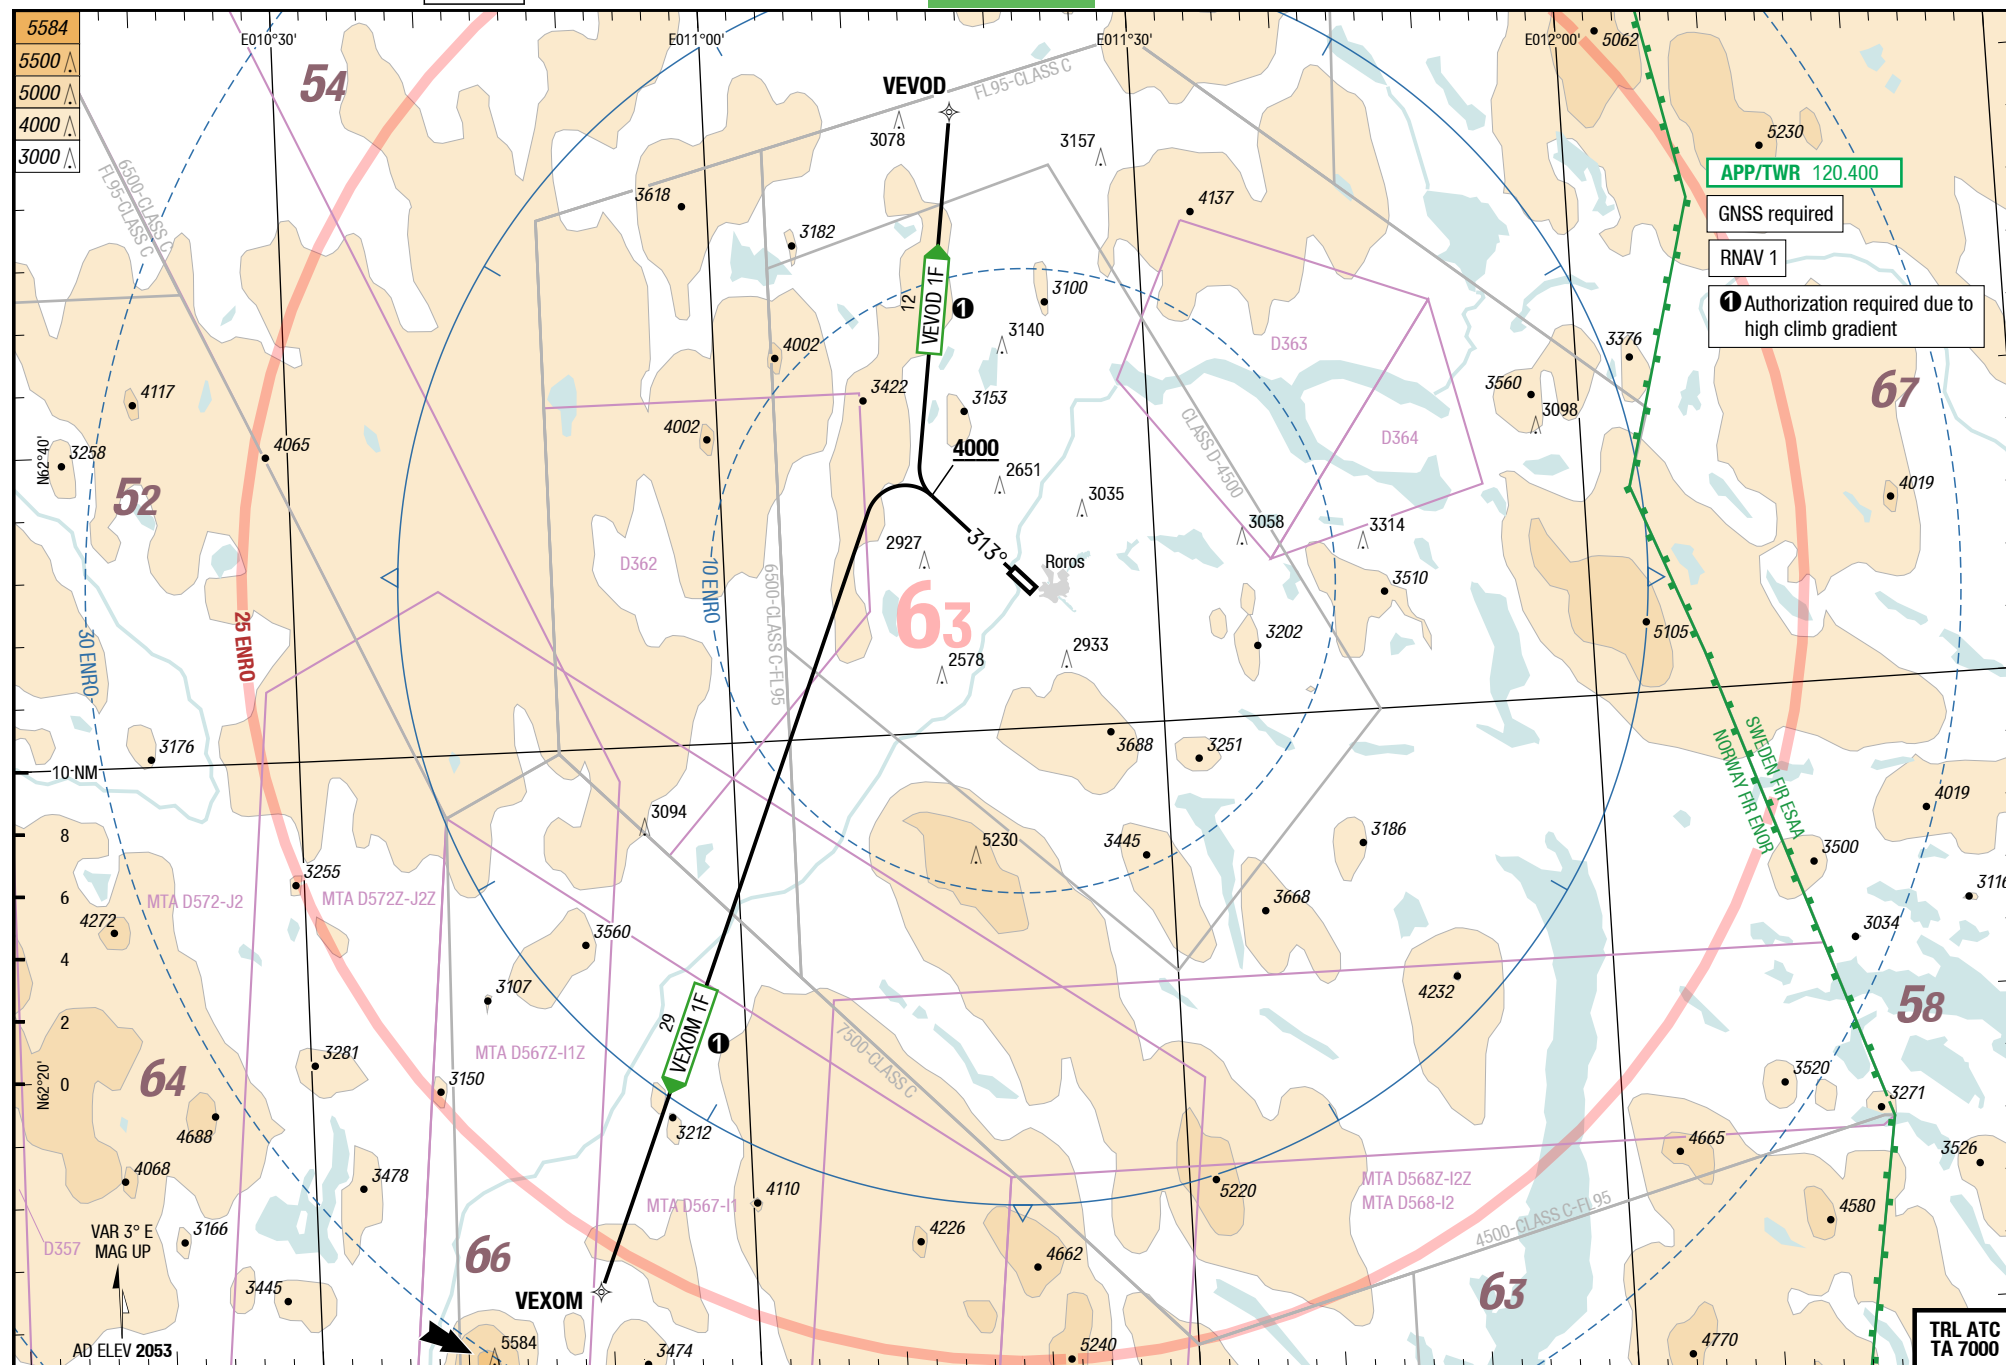 5584
5500
5000
4000
3000
E010°30'
E011°00'
E011°30'
E012°00'
54
VEVOD
FL95-CLASS C
5062
3078
3157
5230
APP/TWR 120.400
GNSS required
RNAV 1
❶ Authorization required due to
high climb gradient
6500-CLASS C
FL95-CLASS C
3618
3182
4137
12
VEVOD 1F
❶
3100
3140
D363
3376
67
4117
4002
3422
3153
3560
3098
N62°40'
3258
4065
4002
4000
CLASS D-4500
D364
52
2651
3035
4019
2927
313°
3058
3314
Roros
D362
10 ENRO
6500-CLASS C-FL95
63
3510
30 ENRO
25 ENRO
2578
2933
3202
5105
3176
10 NM
3688
3251
SWEDEN FIR ESAA
NORWAY FIR ENOR
8
3094
5230
3445
3186
4019
3500
3255
6
MTA D572-J2
MTA D572Z-J2Z
3668
3116
4272
3560
3034
4
3107
4232
58
29
VEXOM 1F
❶
2
MTA D567Z-I1Z
7500-CLASS C
3281
64
N62°20'
0
3150
3520
3271
4688
3212
4665
3526
4068
3478
4110
5220
MTA D568Z-I2Z
MTA D568-I2
MTA D567-I1
4580
D357
VAR 3° E
MAG UP
3166
4226
4500-CLASS C-FL95
66
4662
63
3445
VEXOM
AD ELEV 2053
5584
3474
5240
4770
TRL ATC
TA 7000